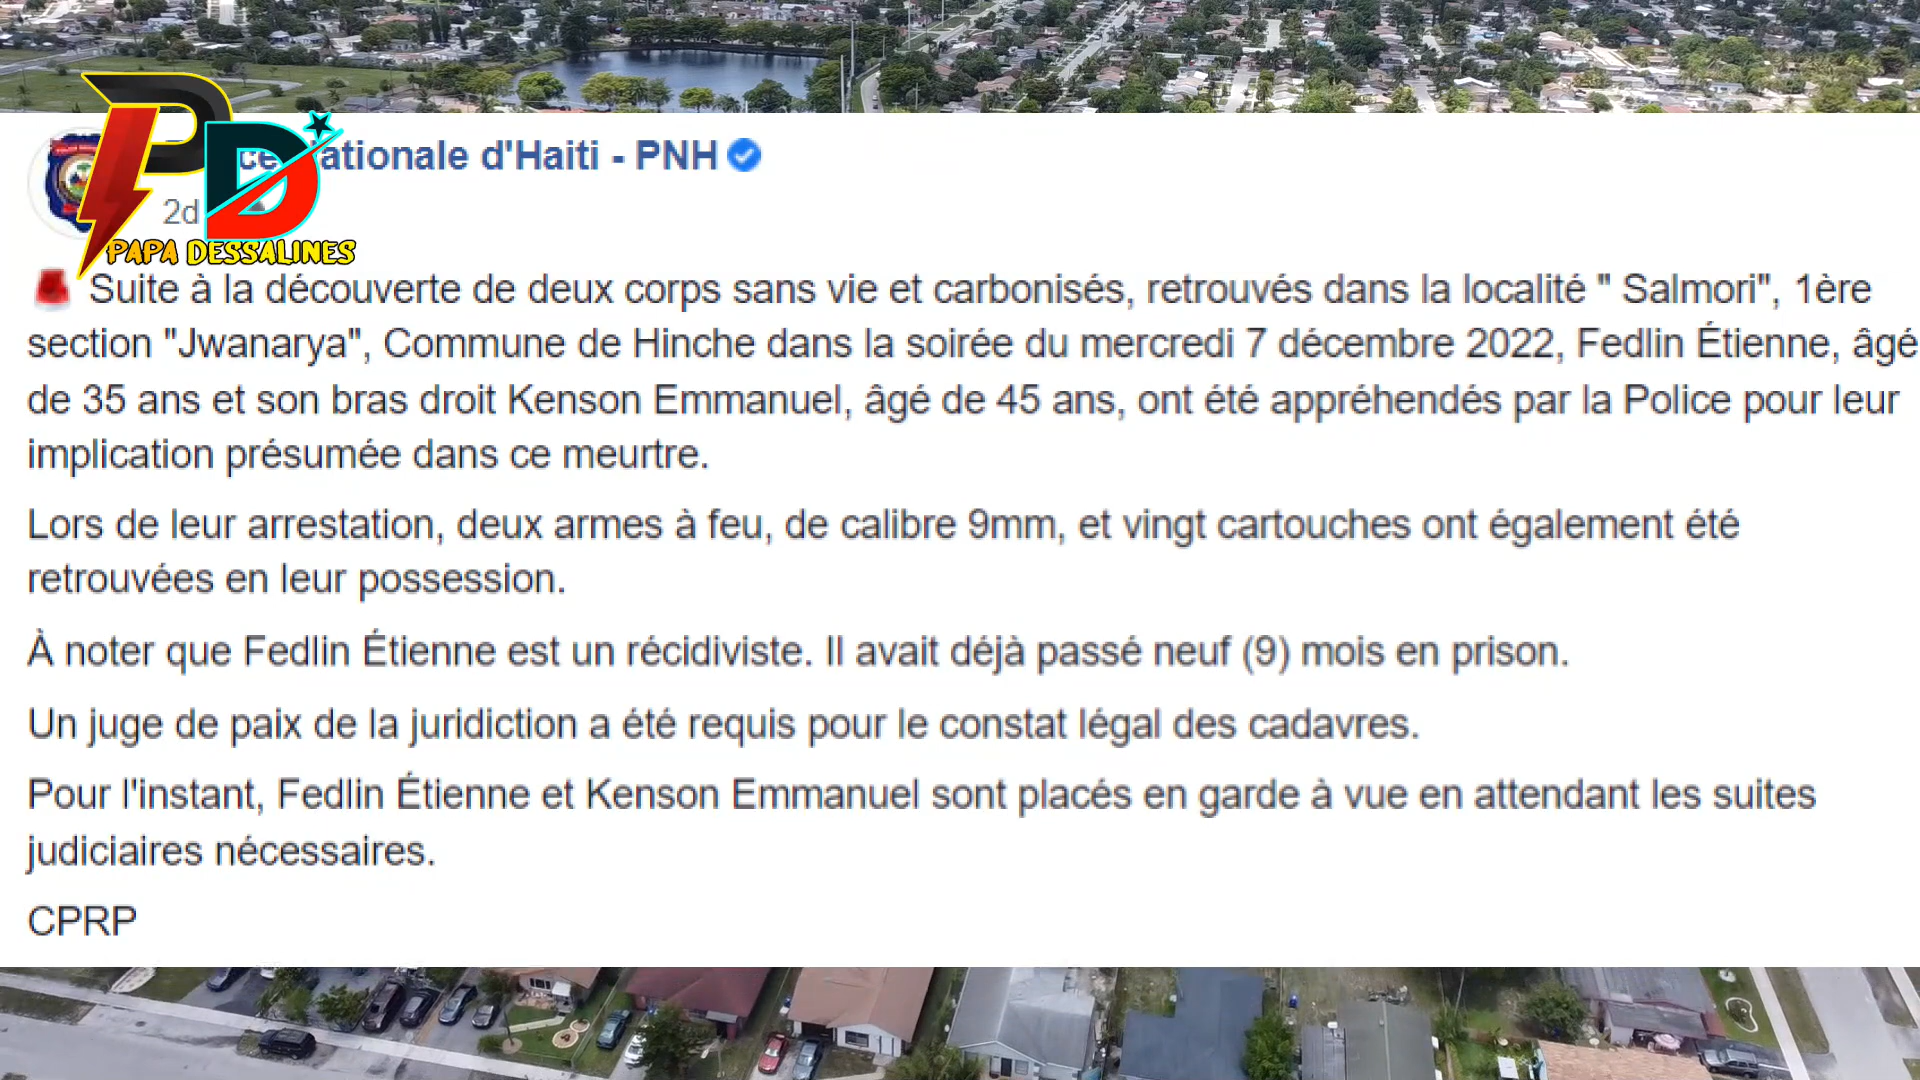 PD
PAPA DESSALINES
ce Nationale d'Haiti - PNH
2d
Suite à la découverte de deux corps sans vie et carbonisés, retrouvés dans la localité " Salmori", 1ère
section "Jwanarya", Commune de Hinche dans la soirée du mercredi 7 décembre 2022, Fedlin Étienne, âgé
de 35 ans et son bras droit Kenson Emmanuel, âgé de 45 ans, ont été appréhendés par la Police pour leur
implication présumée dans ce meurtre.
Lors de leur arrestation, deux armes à feu, de calibre 9mm, et vingt cartouches ont également été
retrouvées en leur possession.
À noter que Fedlin Étienne est un récidiviste. Il avait déjà passé neuf (9) mois en prison.
Un juge de paix de la juridiction a été requis pour le constat légal des cadavres.
Pour l'instant, Fedlin Étienne et Kenson Emmanuel sont placés en garde à vue en attendant les suites
judiciaires nécessaires.
CPRP